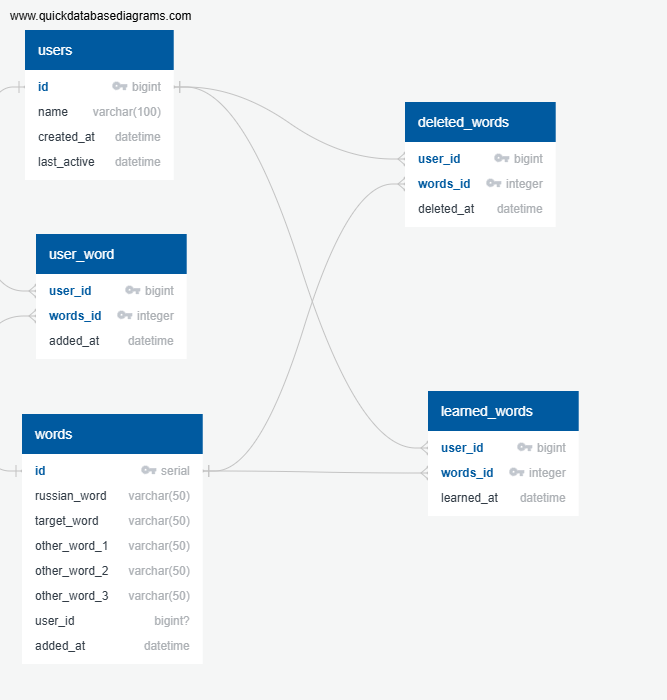 www.quickdatabasediagrams.com
users
id bigint
name varchar(100)
created_at datetime
last_active datetime
deleted_words
user_id bigint
words_id integer
deleted_at datetime
user_word
user_id bigint
words_id integer
added_at datetime
learned_words
user_id bigint
words_id integer
learned_at datetime
words
id serial
russian_word varchar(50)
target_word varchar(50)
other_word_1 varchar(50)
other_word_2 varchar(50)
other_word_3 varchar(50)
user_id bigint?
added_at datetime